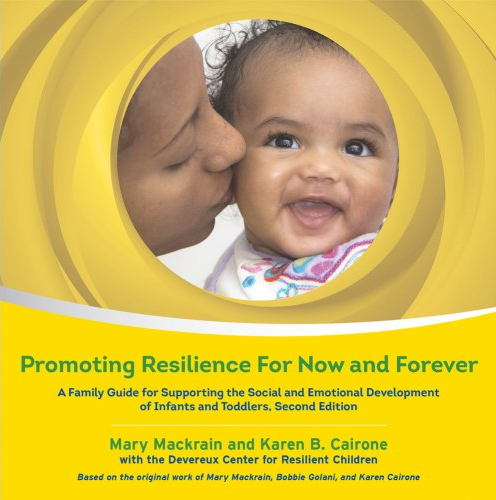 Promoting Resilience For Now and Forever
A Family Guide for Supporting the Social and Emotional Development
of Infants and Toddlers, Second Edition
Mary Mackrain and Karen B. Cairone
with the Devereux Center for Resilient Children
Based on the original work of Mary Mackrain, Bobbie Golani, and Karen Cairone